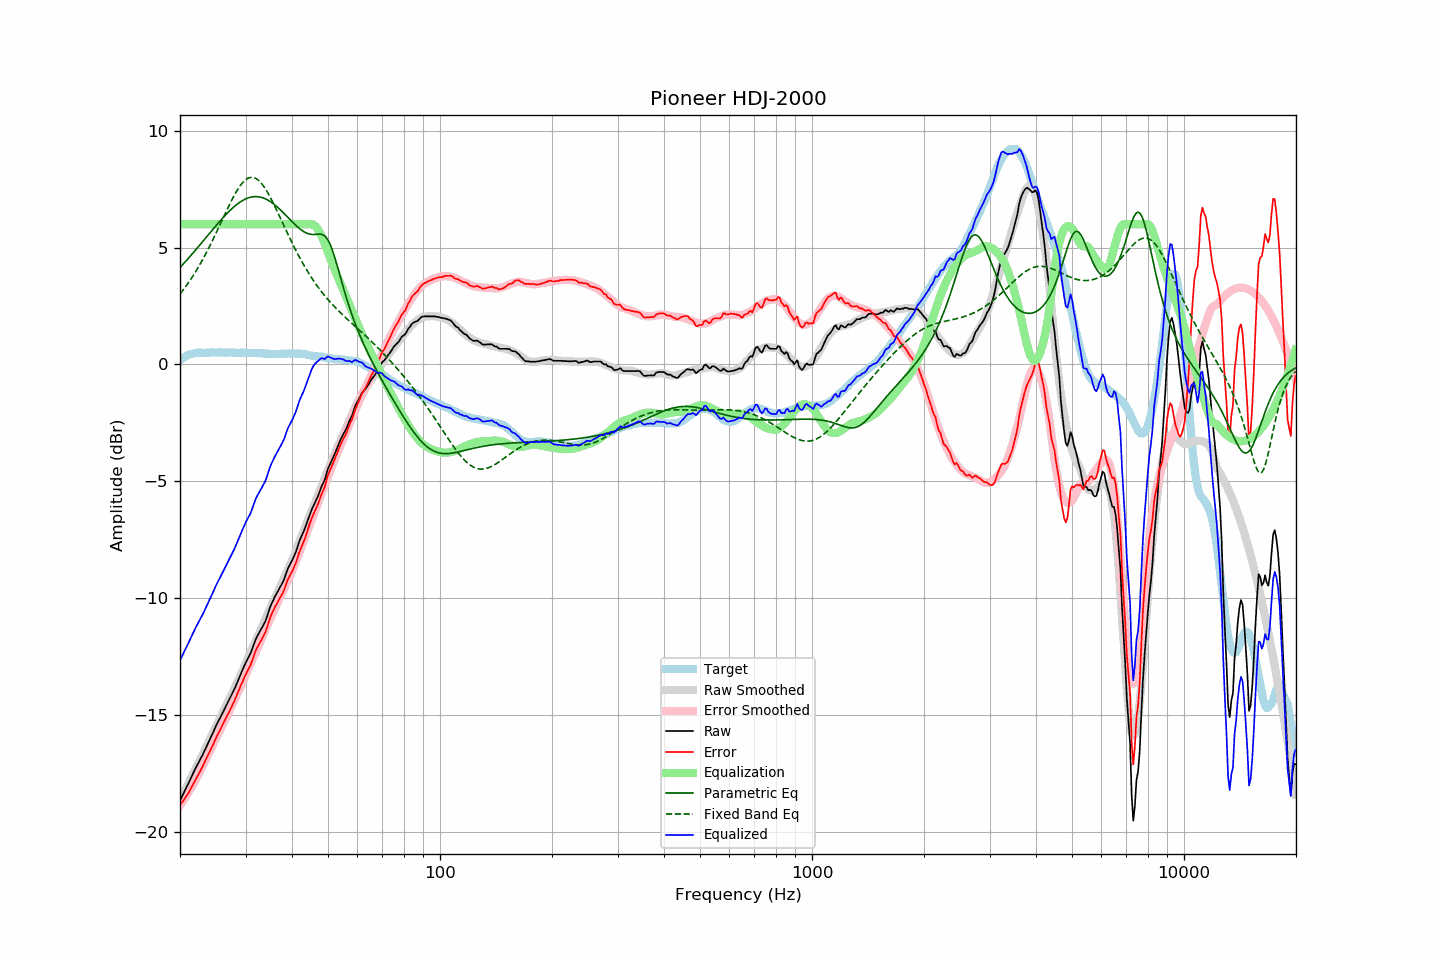 Pioneer HDJ-2000
10
5
0
−5
−10
−15
−20
Amplitude (dBr)
Target
Raw Smoothed
Error Smoothed
Raw
Error
Equalization
Parametric Eq
Fixed Band Eq
Equalized
100
1000
10000
Frequency (Hz)